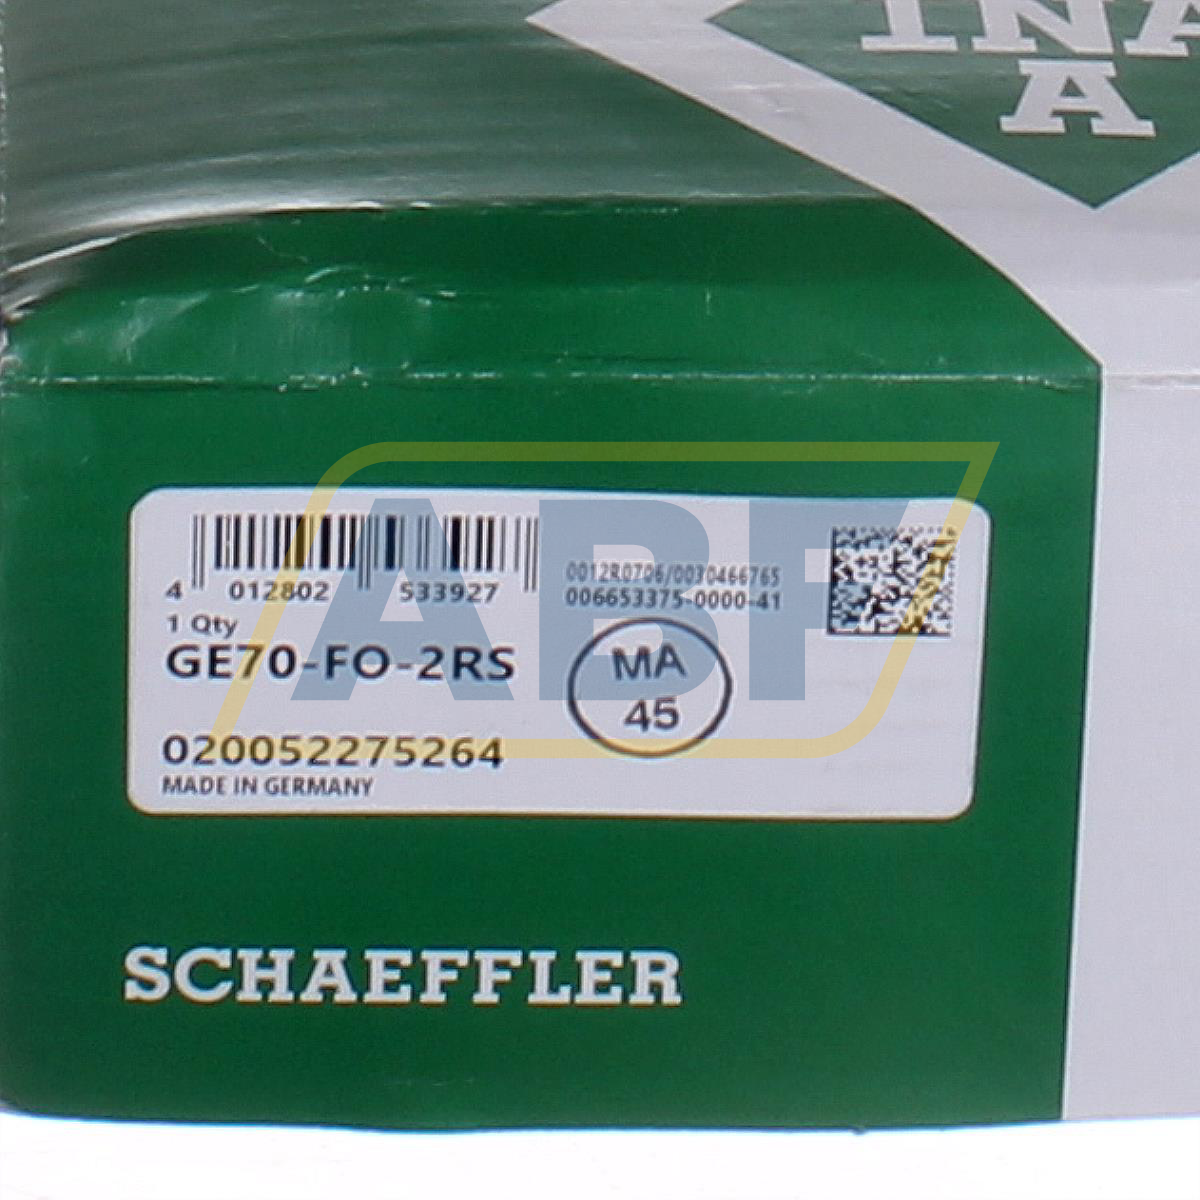 INA
A
4 012802 533927
0012R0706/0030466765
006653375-0000-41
1 Qty
GE70-FO-2RS
MA
45
020052275264
MADE IN GERMANY
SCHAEFFLER
ABF